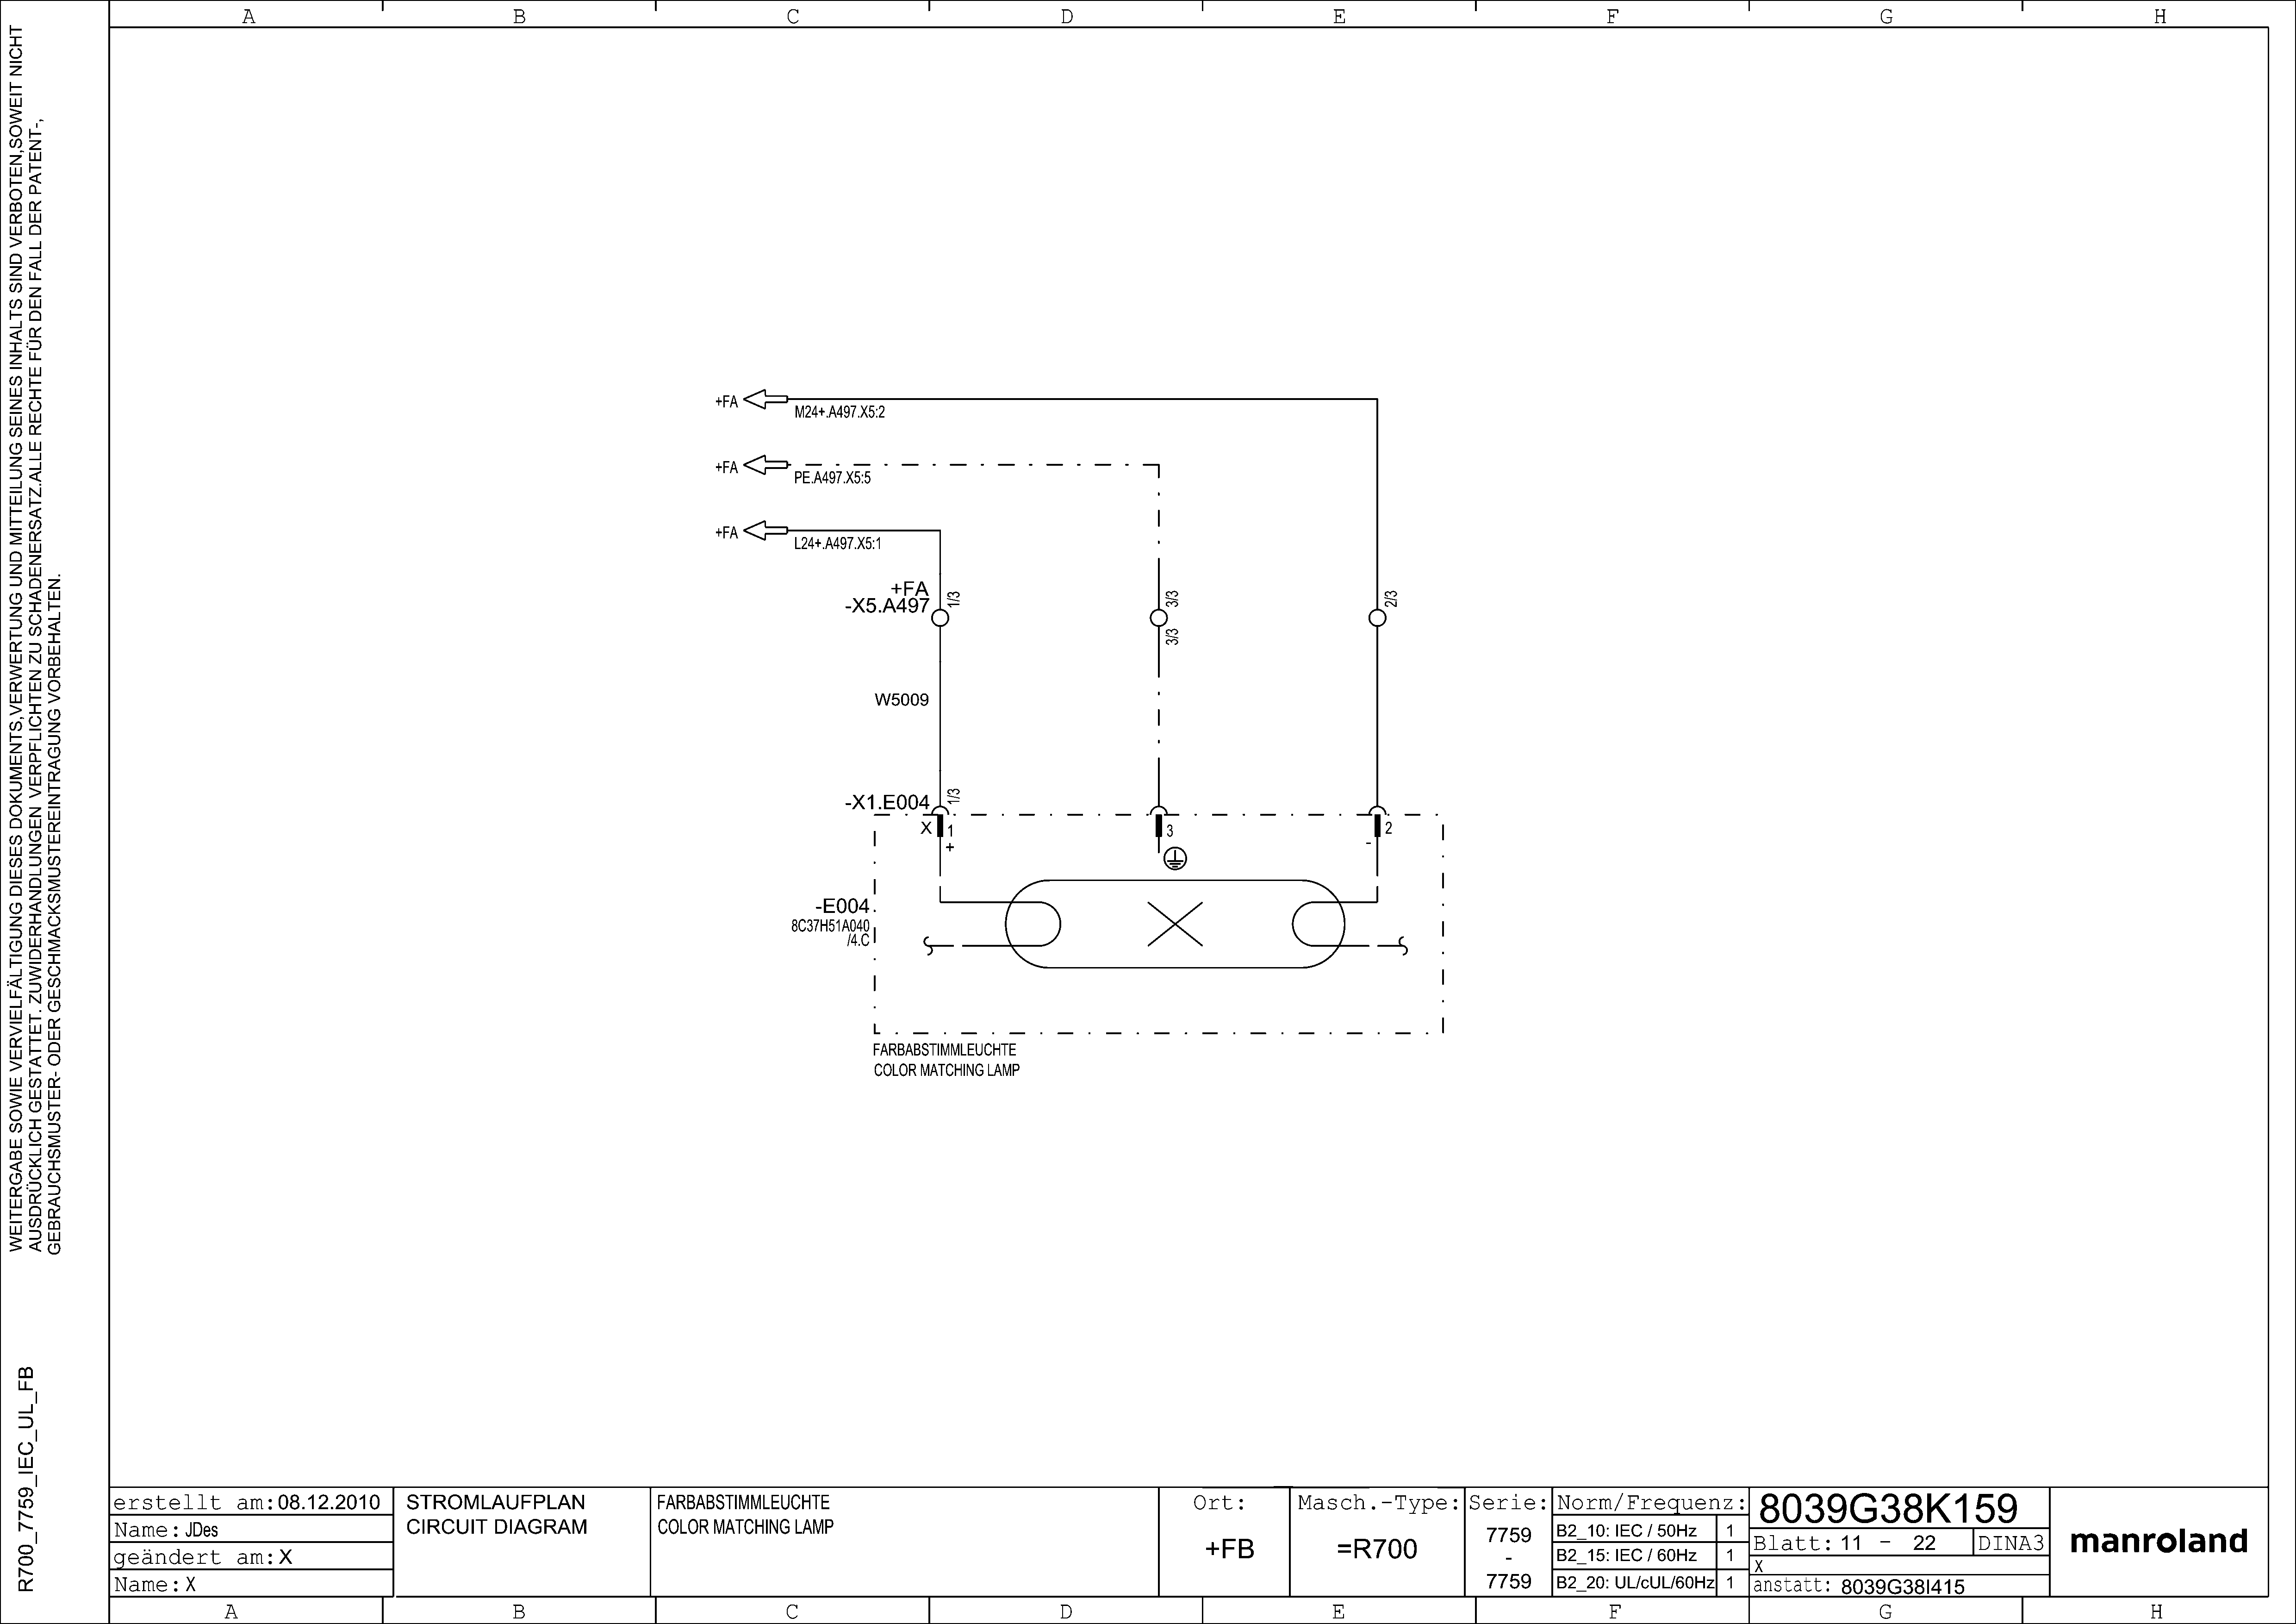 A B C D E F G H
WEITERGABE SOWIE VERVIELFÄLTIGUNG DIESES DOKUMENTS,VERWERTUNG UND MITTEILUNG SEINES INHALTS SIND VERBOTEN,SOWEIT NICHT
AUSDRÜCKLICH GESTATTET. ZUWIDERHANDLUNGEN VERPFLICHTEN ZU SCHADENERSATZ.ALLE RECHTE FÜR DEN FALL DER PATENT-,
GEBRAUCHSMUSTER- ODER GESCHMACKSMUSTEREINTRAGUNG VORBEHALTEN.
R700_7759_IEC_UL_FB
+FA
M24+.A497.X5:2
+FA
PE.A497.X5:5
+FA
L24+.A497.X5:1
+FA
-X5.A497
1/3
3/3
3/3
2/3
W5009
-X1.E004
1/3
X 1
+
3
2
-
-E004
8C37H51A040
/4.C
FARBABSTIMMLEUCHTE
COLOR MATCHING LAMP
erstellt am: 08.12.2010
Name: JDes
geändert am: X
Name: X
STROMLAUFPLAN
CIRCUIT DIAGRAM
FARBABSTIMMLEUCHTE
COLOR MATCHING LAMP
Ort:
+FB
Masch.-Type:
=R700
Serie:
7759
-
7759
Norm/Frequenz:
B2_10: IEC / 50Hz 1
B2_15: IEC / 60Hz 1
B2_20: UL/cUL/60Hz 1
8039G38K159
Blatt: 11 - 22 DINA3
X
anstatt: 8039G38I415
manroland
A B C D E F G H